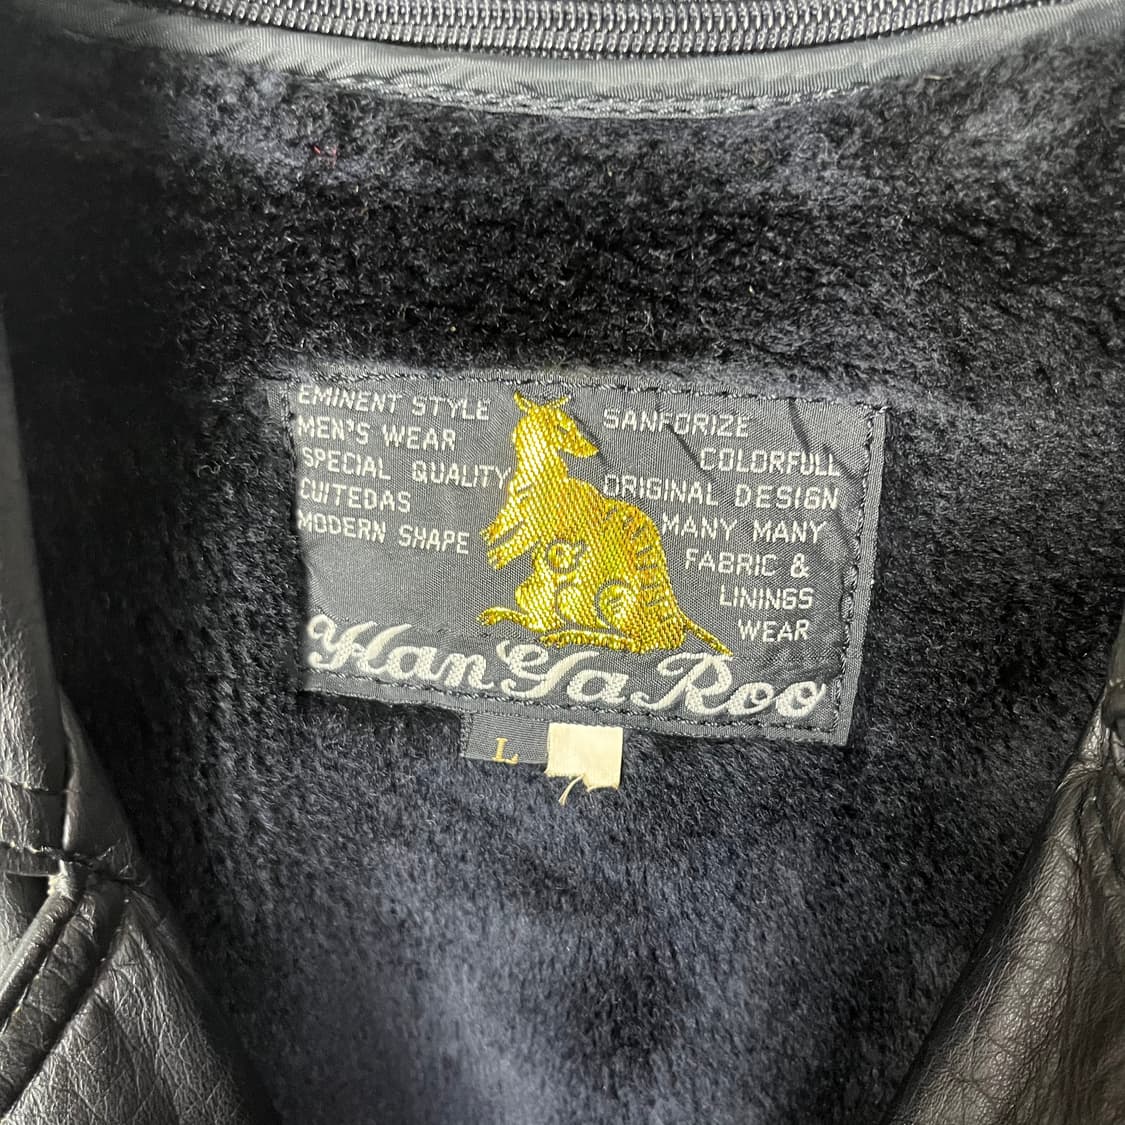 EMINENT STYLE
MEN'S WEAR
SPECIAL QUALITY
CUITEDAS
MODERN SHAPE
SANFORIZE
COLORFULL
ORIGINAL DESIGN
MANY MANY
FABRIC &
LININGS
WEAR
HanGaRoo
L